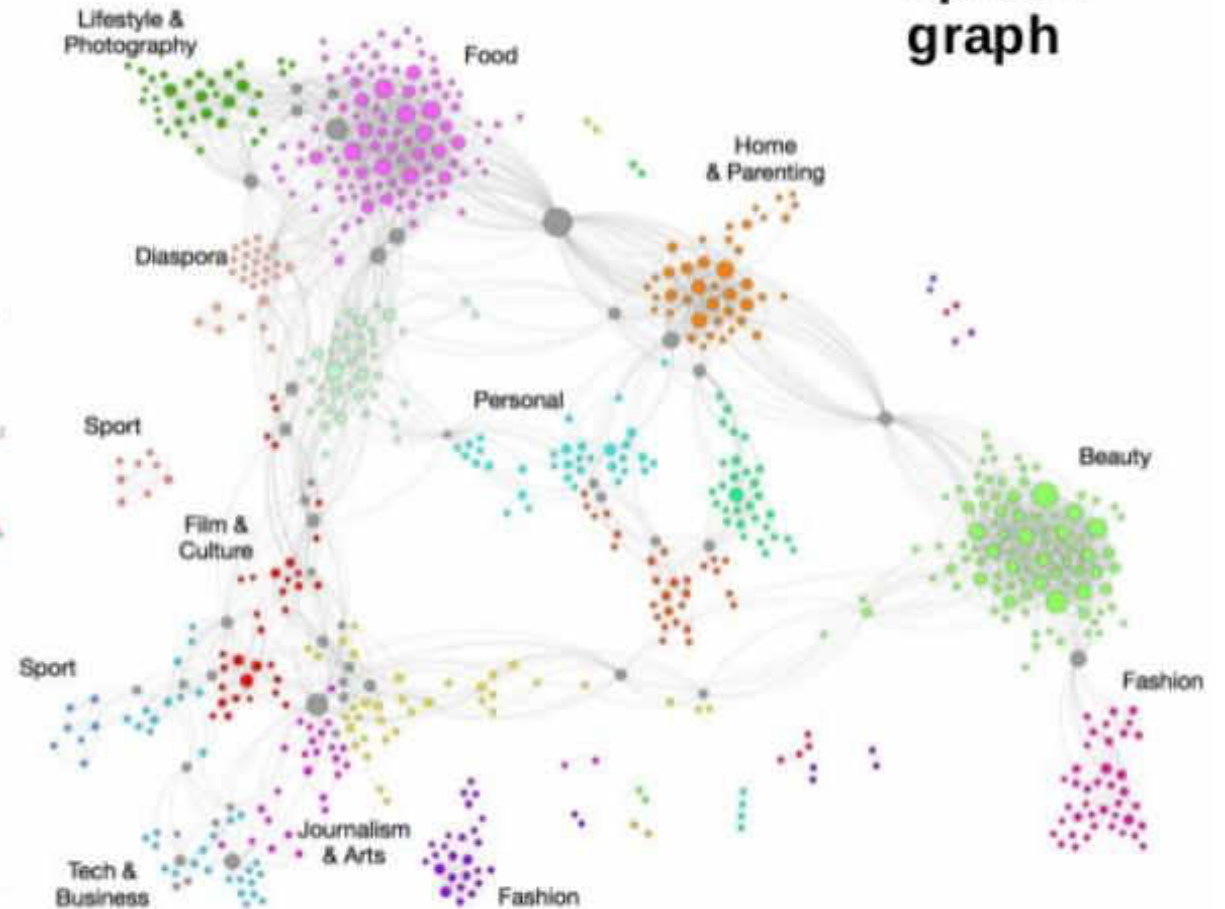 graph
Lifestyle &
Photography
Food
Home
& Parenting
Diaspora
Personal
Sport
Beauty
Film &
Culture
Sport
Fashion
Journalism
& Arts
Tech &
Business
Fashion